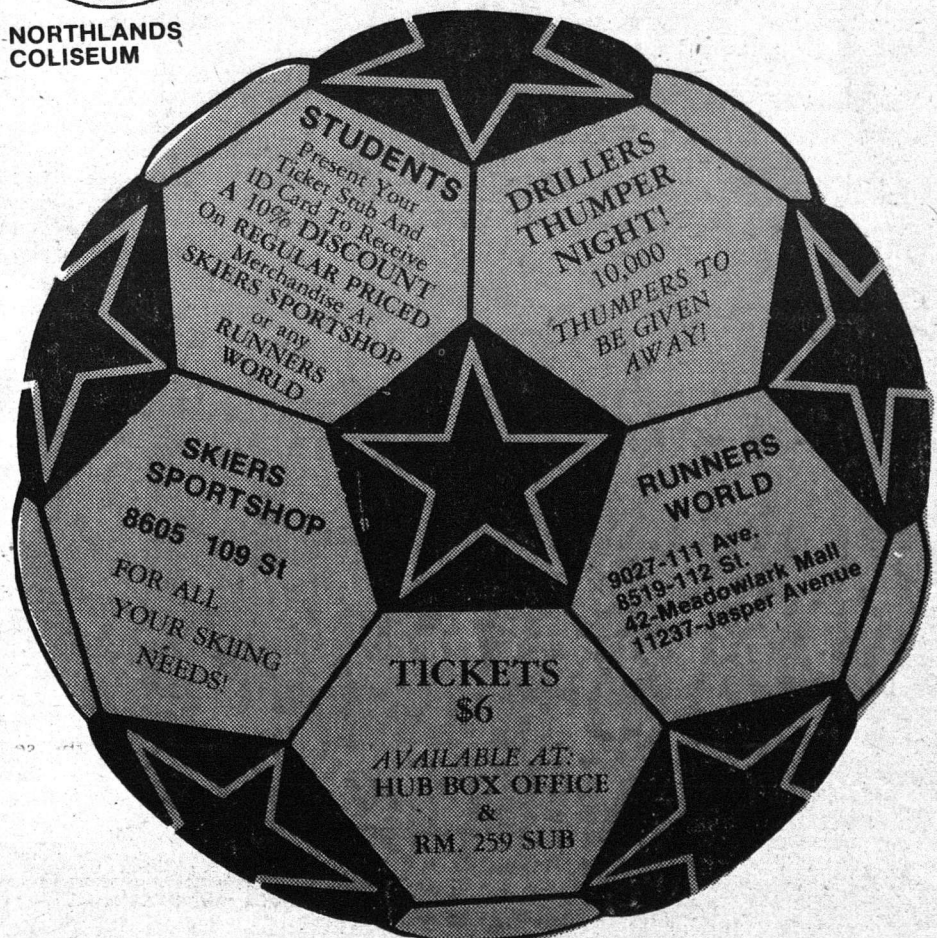 NORTHLANDS
COLISEUM
STUDENTS
Present Your
Ticket Stub And
ID Card To Receive
A 10% DISCOUNT
On REGULAR PRICED
Merchandise At
SKIERS SPORTSHOP
or any
RUNNERS
WORLD
DRILLERS
THUMPER
NIGHT!
10,000
THUMPERS TO
BE GIVEN
AWAY!
SKIERS
SPORTSHOP
8605 109 St
FOR ALL
YOUR SKIING
NEEDS!
RUNNERS
WORLD
9027-111 Ave.
8519-112 St.
42-Meadowlark Mall
11237-Jasper Avenue
TICKETS
$6
AVAILABLE AT:
HUB BOX OFFICE
&
RM. 259 SUB